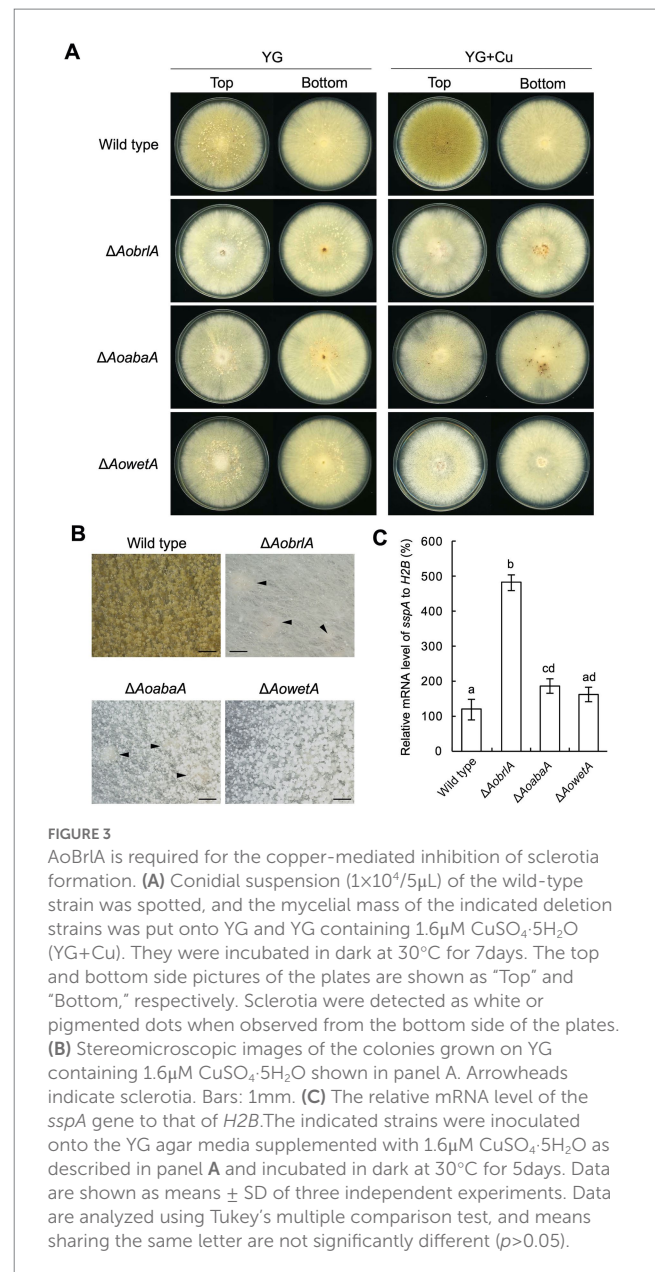 A
YG
YG+Cu
Top
Bottom
Top
Bottom
Wild type
ΔAobrlA
ΔAoabaA
ΔAowetA
B
Wild type
ΔAobrlA
ΔAoabaA
ΔAowetA
C
Relative mRNA level of sspA to H2B (%)
600
500
400
300
200
100
0
a
b
cd
ad
Wild type
ΔAobrlA
ΔAoabaA
ΔAowetA
FIGURE 3
AoBrlA is required for the copper-mediated inhibition of sclerotia
formation. (A) Conidial suspension (1×10⁴/5μL) of the wild-type
strain was spotted, and the mycelial mass of the indicated deletion
strains was put onto YG and YG containing 1.6μM CuSO₄·5H₂O
(YG+Cu). They were incubated in dark at 30°C for 7days. The top
and bottom side pictures of the plates are shown as “Top” and
“Bottom,” respectively. Sclerotia were detected as white or
pigmented dots when observed from the bottom side of the plates.
(B) Stereomicroscopic images of the colonies grown on YG
containing 1.6μM CuSO₄·5H₂O shown in panel A. Arrowheads
indicate sclerotia. Bars: 1mm. (C) The relative mRNA level of the
sspA gene to that of H2B.The indicated strains were inoculated
onto the YG agar media supplemented with 1.6μM CuSO₄·5H₂O as
described in panel A and incubated in dark at 30°C for 5days. Data
are shown as means ± SD of three independent experiments. Data
are analyzed using Tukey’s multiple comparison test, and means
sharing the same letter are not significantly different (p>0.05).